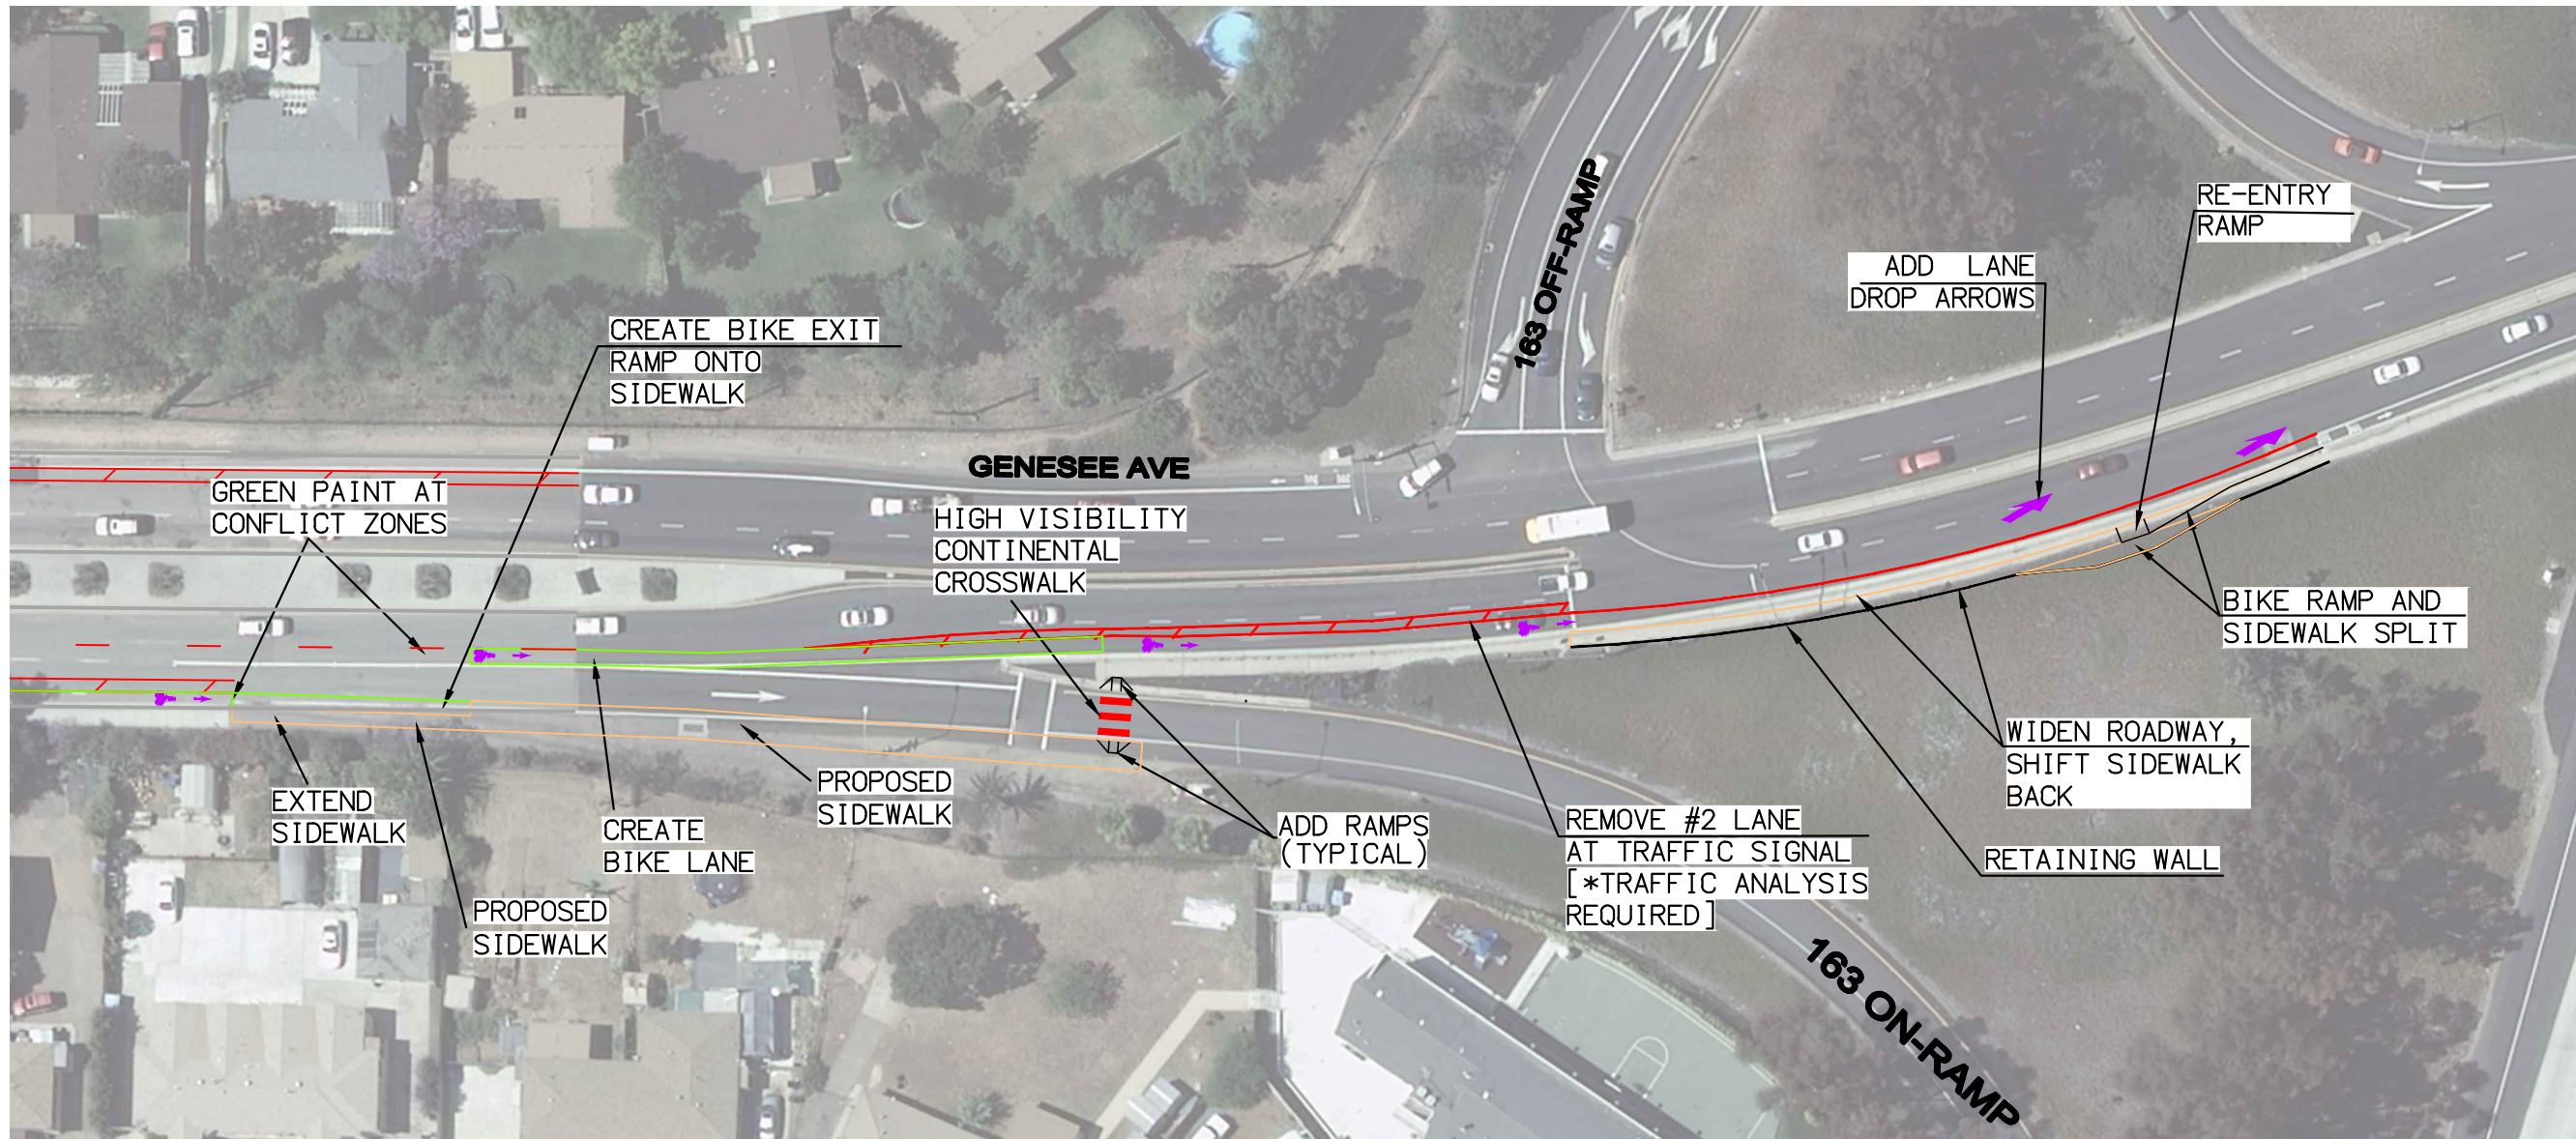 RE-ENTRY
RAMP
ADD LANE
DROP ARROWS
163 OFF-RAMP
CREATE BIKE EXIT
RAMP ONTO
SIDEWALK
GENESEE AVE
GREEN PAINT AT
CONFLICT ZONES
HIGH VISIBILITY
CONTINENTAL
CROSSWALK
BIKE RAMP AND
SIDEWALK SPLIT
WIDEN ROADWAY,
SHIFT SIDEWALK
BACK
EXTEND
SIDEWALK
PROPOSED
SIDEWALK
CREATE
BIKE LANE
PROPOSED
SIDEWALK
ADD RAMPS
(TYPICAL)
REMOVE #2 LANE
AT TRAFFIC SIGNAL
[*TRAFFIC ANALYSIS
REQUIRED]
RETAINING WALL
163 ON-RAMP